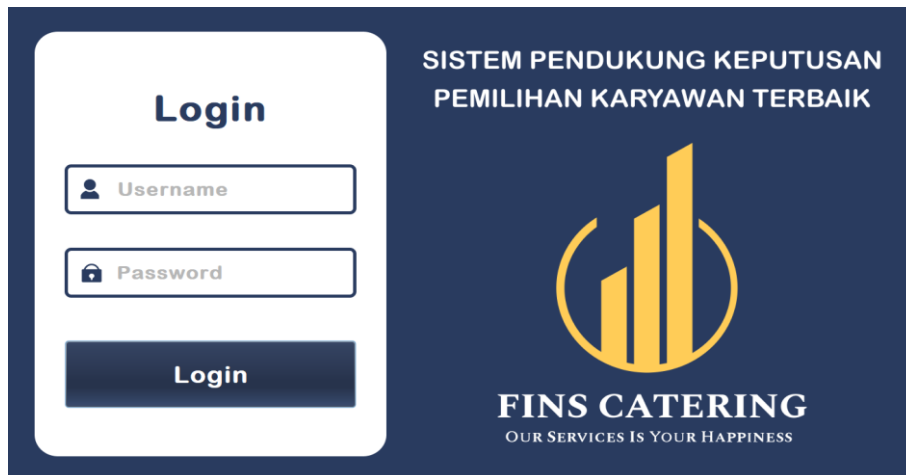 Login
Username
Password
Login
SISTEM PENDUKUNG KEPUTUSAN
PEMILIHAN KARYAWAN TERBAIK
FINS CATERING
OUR SERVICES IS YOUR HAPPINESS